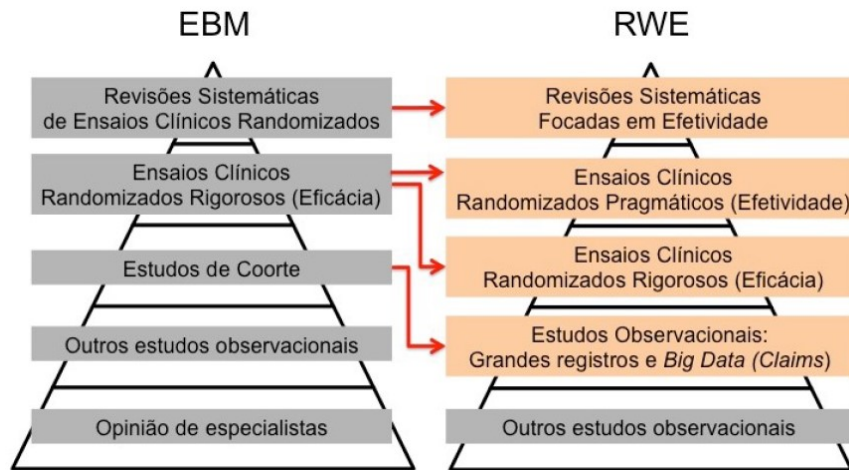 EBM
Revisões Sistemáticas
de Ensaios Clínicos Randomizados
Ensaios Clínicos
Randomizados Rigorosos (Eficácia)
Estudos de Coorte
Outros estudos observacionais
Opinião de especialistas
RWE
Revisões Sistemáticas
Focadas em Efetividade
Ensaios Clínicos
Randomizados Pragmáticos (Efetividade)
Ensaios Clínicos
Randomizados Rigorosos (Eficácia)
Estudos Observacionais:
Grandes registros e Big Data (Claims)
Outros estudos observacionais